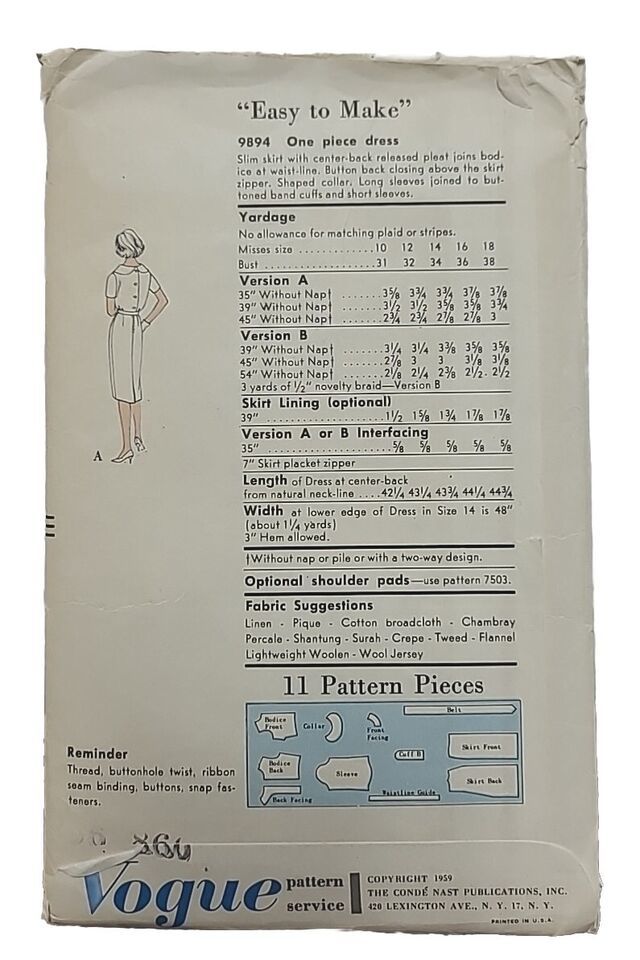 "Easy to Make"
9894 One piece dress
Slim skirt with center-back released pleat joins bod-
ice at waist-line. Button back closing above the skirt
zipper. Shaped collar. Long sleeves joined to but-
toned band cuffs and short sleeves.
Yardage
No allowance for matching plaid or stripes.
Misses size ............. 10 12 14 16 18
Bust .................... 31 32 34 36 38
Version A
35" Without Nap† ....... 3⅝ 3¾ 3¾ 3⅞ 3⅞
39" Without Nap† ....... 3½ 3½ 3⅝ 3⅝ 3¾
45" Without Nap† ....... 2¾ 2¾ 2⅞ 2⅞ 3
Version B
39" Without Nap† ....... 3¼ 3¼ 3⅜ 3⅝ 3⅝
45" Without Nap† ....... 2⅞ 3 3 3⅛ 3⅛
54" Without Nap† ....... 2⅛ 2¼ 2⅜ 2½ 2½
3 yards of ½" novelty braid—Version B
Skirt Lining (optional)
39" .................... 1½ 1⅝ 1¾ 1⅞ 1⅞
Version A or B Interfacing
35" .................... ⅝ ⅝ ⅝ ⅝ ⅝
7" Skirt placket zipper
Length of Dress at center-back
from natural neck-line .... 42¼ 43¼ 43¾ 44¼ 44¾
Width at lower edge of Dress in Size 14 is 48"
(about 1¼ yards)
3" Hem allowed.
†Without nap or pile or with a two-way design.
Optional shoulder pads—use pattern 7503.
Fabric Suggestions
Linen - Pique - Cotton broadcloth - Chambray
Percale - Shantung - Surah - Crepe - Tweed - Flannel
Lightweight Woolen - Wool Jersey
A
11 Pattern Pieces
Belt
Bodice
Front
Collar
Front
Facing
Cuff B
Skirt Front
Bodice
Back
Sleeve
Skirt Back
Back Facing
Waistline Guide
Reminder
Thread, buttonhole twist, ribbon
seam binding, buttons, snap fas-
teners.
Vogue pattern
service
COPYRIGHT 1959
THE CONDÉ NAST PUBLICATIONS, INC.
420 LEXINGTON AVE., N. Y. 17, N. Y.
PRINTED IN U.S.A.